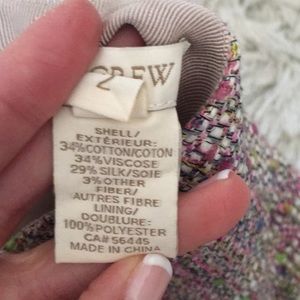 CREW
2
SHELL/
EXTÉRIEUR:
34%COTTON/COTON
34%VISCOSE
29%SILK/SOIE
3%OTHER
FIBER/
AUTRES FIBRE
LINING/
DOUBLURE:
100%POLYESTER
CA#56445
MADE IN CHINA